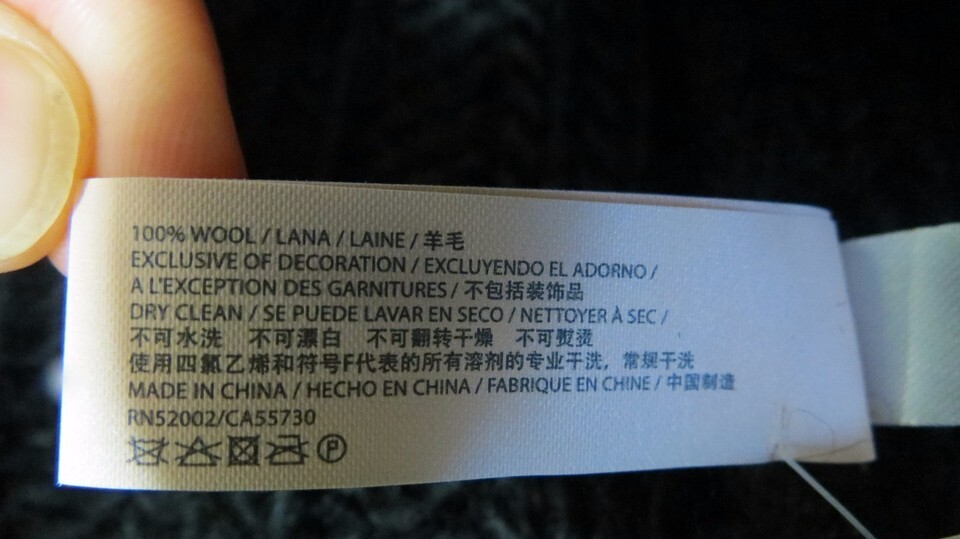 100% WOOL / LANA / LAINE / 羊毛
EXCLUSIVE OF DECORATION / EXCLUYENDO EL ADORNO /
A L'EXCEPTION DES GARNITURES / 不包括装饰品
DRY CLEAN / SE PUEDE LAVAR EN SECO / NETTOYER À SEC /
不可水洗 不可漂白 不可翻转干燥 不可熨烫
使用四氯乙烯和符号F代表的所有溶剂的专业干洗，常规干洗
MADE IN CHINA / HECHO EN CHINA / FABRIQUE EN CHINE / 中国制造
RN52002/CA55730
P